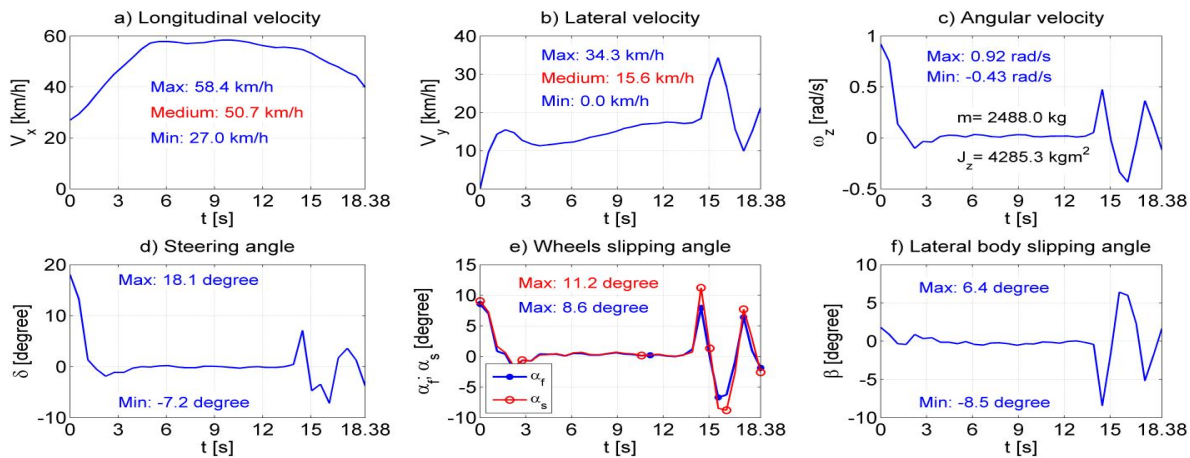 a) Longitudinal velocity
60
40
20
0
V_x [km/h]
Max: 58.4 km/h
Medium: 50.7 km/h
Min: 27.0 km/h
0 3 6 9 12 15 18.38
t [s]
b) Lateral velocity
40
30
20
10
0
V_y [km/h]
Max: 34.3 km/h
Medium: 15.6 km/h
Min: 0.0 km/h
0 3 6 9 12 15 18.38
t [s]
c) Angular velocity
1
0.5
0
-0.5
ω_z [rad/s]
Max: 0.92 rad/s
Min: -0.43 rad/s
m= 2488.0 kg
J_z= 4285.3 kgm²
0 3 6 9 12 15 18.38
t [s]
d) Steering angle
20
10
0
-10
δ [degree]
Max: 18.1 degree
Min: -7.2 degree
0 3 6 9 12 15 18.38
t [s]
e) Wheels slipping angle
15
10
5
0
-5
-10
α_f; α_s [degree]
Max: 11.2 degree
Max: 8.6 degree
α_f
α_s
0 3 6 9 12 15 18.38
t [s]
f) Lateral body slipping angle
10
5
0
-5
-10
β [degree]
Max: 6.4 degree
Min: -8.5 degree
0 3 6 9 12 15 18.38
t [s]